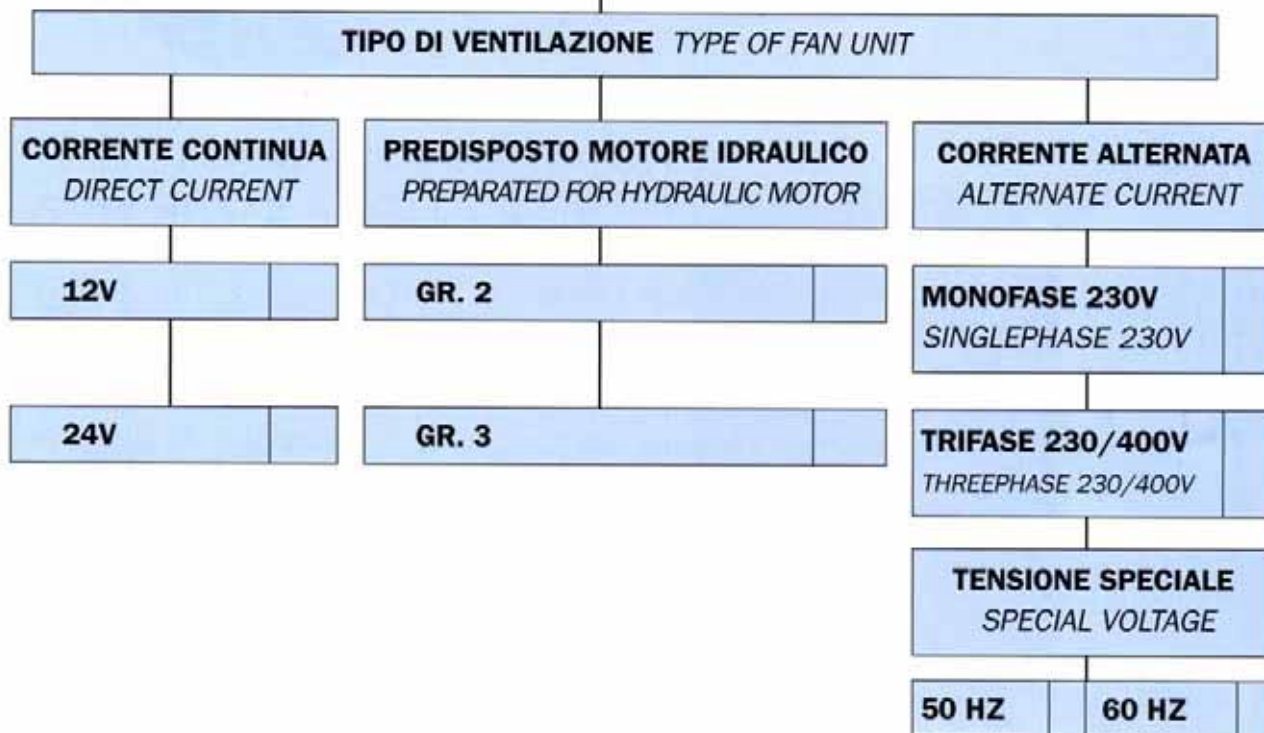 TIPO DI VENTILAZIONE TYPE OF FAN UNIT
CORRENTE CONTINUA
DIRECT CURRENT
12V
24V
PREDISPOSTO MOTORE IDRAULICO
PREPARATED FOR HYDRAULIC MOTOR
GR. 2
GR. 3
CORRENTE ALTERNATA
ALTERNATE CURRENT
MONOFASE 230V
SINGLEPHASE 230V
TRIFASE 230/400V
THREEPHASE 230/400V
TENSIONE SPECIALE
SPECIAL VOLTAGE
50 HZ
60 HZ